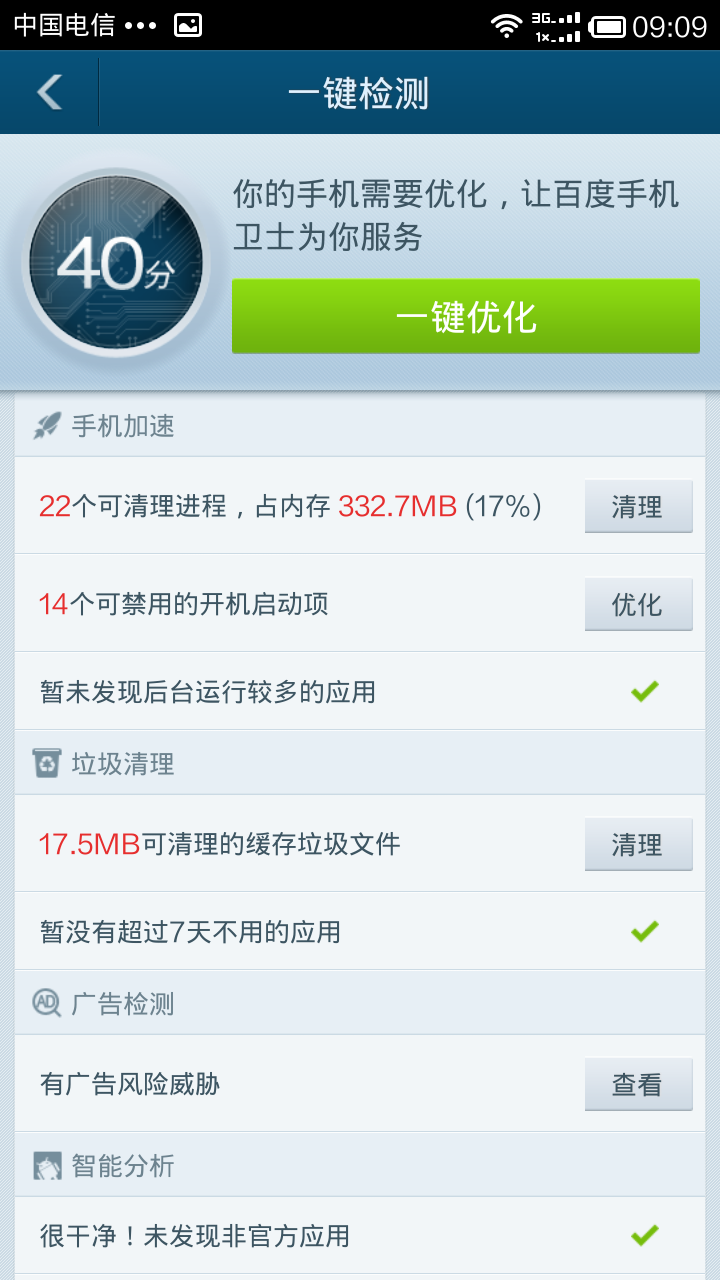 中国电信 ••• 3G 1× 09:09
一键检测
40分
你的手机需要优化，让百度手机
卫士为你服务
一键优化
手机加速
22个可清理进程，占内存 332.7MB (17%) 清理
14个可禁用的开机启动项 优化
暂未发现后台运行较多的应用
垃圾清理
17.5MB可清理的缓存垃圾文件 清理
暂没有超过7天不用的应用
AD 广告检测
有广告风险威胁 查看
智能分析
很干净！未发现非官方应用